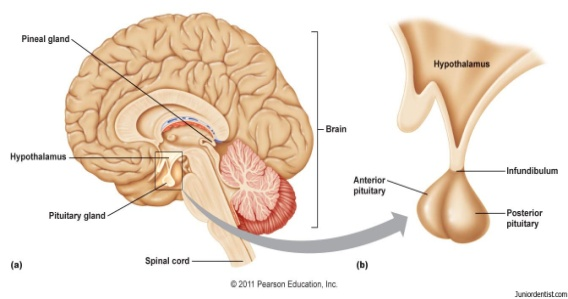 Pineal gland
Hypothalamus
Brain
Hypothalamus
Pituitary gland
Infundibulum
Anterior
pituitary
Posterior
pituitary
Spinal cord
(a)
(b)
© 2011 Pearson Education, Inc.
Juniordentist.com